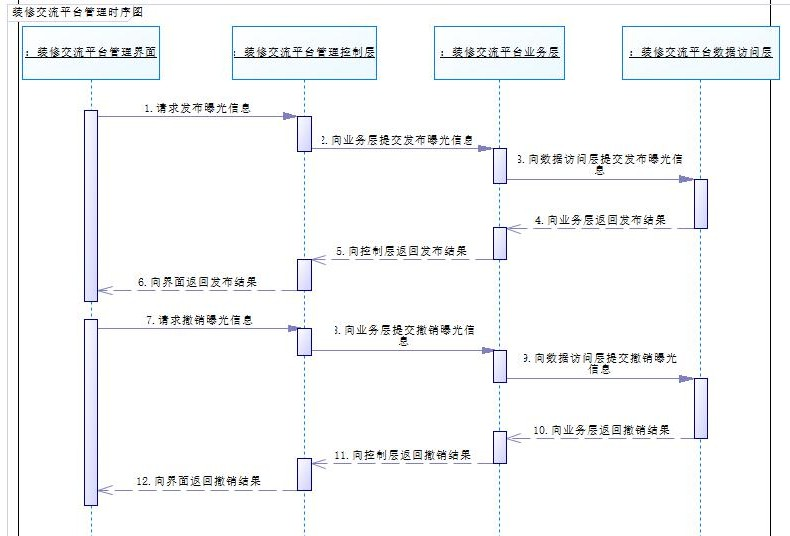 装修交流平台管理时序图
: 装修交流平台管理界面
: 装修交流平台管理控制层
: 装修交流平台业务层
: 装修交流平台数据访问层
1.请求发布曝光信息
2.向业务层提交发布曝光信息
3.向数据访问层提交发布曝光信
息
4.向业务层返回发布结果
5.向控制层返回发布结果
6.向界面返回发布结果
7.请求撤销曝光信息
8.向业务层提交撤销曝光信
息
9.向数据访问层提交撤销曝光
信息
10.向业务层返回撤销结果
11.向控制层返回撤销结果
12.向界面返回撤销结果